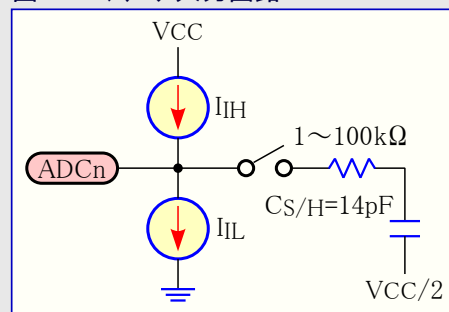 VCC
IIH
1～100kΩ
ADCn
CS/H=14pF
IIL
VCC/2